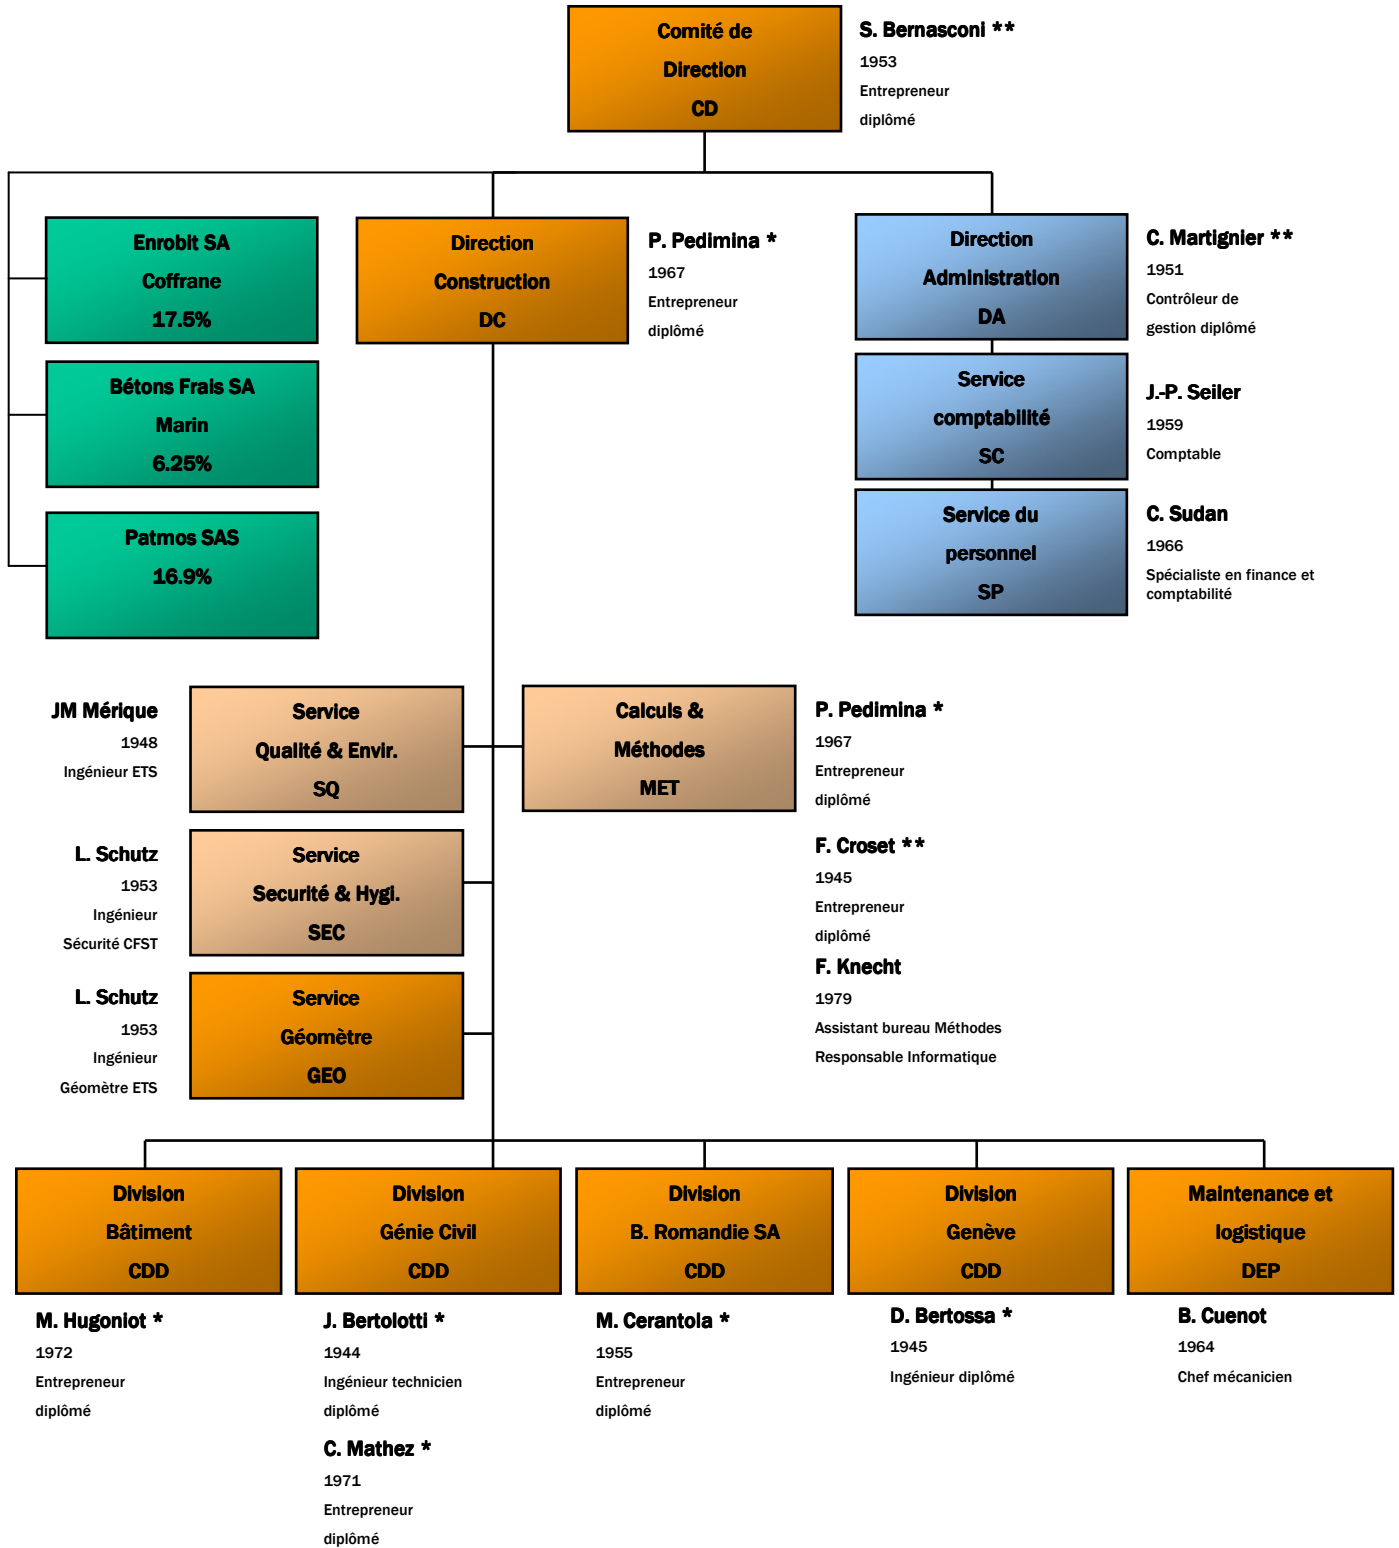 Comité de
Direction
CD
S. Bernasconi **
1953
Entrepreneur
diplômé
Enrobit SA
Coffrane
17.5%
Direction
Construction
DC
P. Pedimina *
1967
Entrepreneur
diplômé
Direction
Administration
DA
C. Martignier **
1951
Contrôleur de
gestion diplômé
Bétons Frais SA
Marin
6.25%
Service
comptabilité
SC
J.-P. Seiler
1959
Comptable
Patmos SAS
16.9%
Service du
personnel
SP
C. Sudan
1966
Spécialiste en finance et
comptabilité
JM Mérique
1948
Ingénieur ETS
Service
Qualité & Envir.
SQ
Calculs &
Méthodes
MET
P. Pedimina *
1967
Entrepreneur
diplômé
L. Schutz
1953
Ingénieur
Sécurité CFST
Service
Securité & Hygi.
SEC
F. Croset **
1945
Entrepreneur
diplômé
F. Knecht
1979
Assistant bureau Méthodes
Responsable Informatique
L. Schutz
1953
Ingénieur
Géomètre ETS
Service
Géomètre
GEO
Division
Bâtiment
CDD
M. Hugoniot *
1972
Entrepreneur
diplômé
Division
Génie Civil
CDD
J. Bertolotti *
1944
Ingénieur technicien
diplômé
C. Mathez *
1971
Entrepreneur
diplômé
Division
B. Romandie SA
CDD
M. Cerantola *
1955
Entrepreneur
diplômé
Division
Genève
CDD
D. Bertossa *
1945
Ingénieur diplômé
Maintenance et
logistique
DEP
B. Cuenot
1964
Chef mécanicien